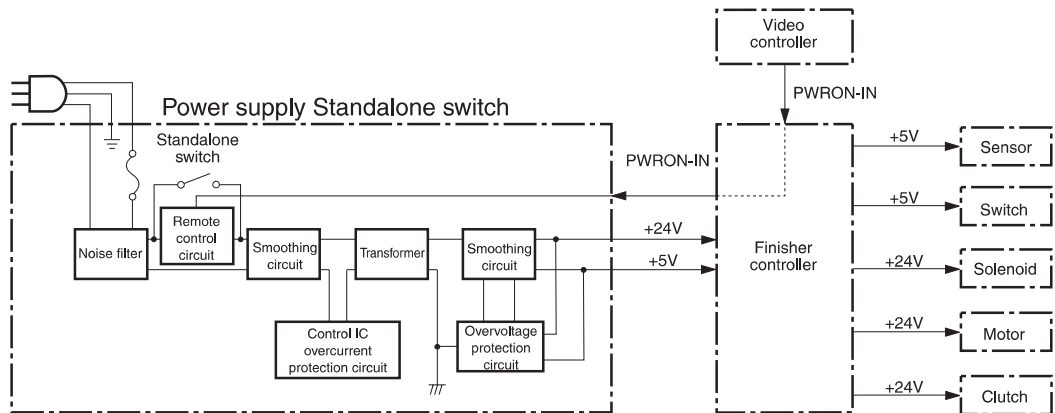 Video
controller
PWRON-IN
Power supply Standalone switch
Standalone
switch
PWRON-IN
Noise filter
Remote
control
circuit
Smoothing
circuit
Transformer
Smoothing
circuit
Control IC
overcurrent
protection circuit
Overvoltage
protection
circuit
+24V
+5V
Finisher
controller
+5V
Sensor
+5V
Switch
+24V
Solenoid
+24V
Motor
+24V
Clutch